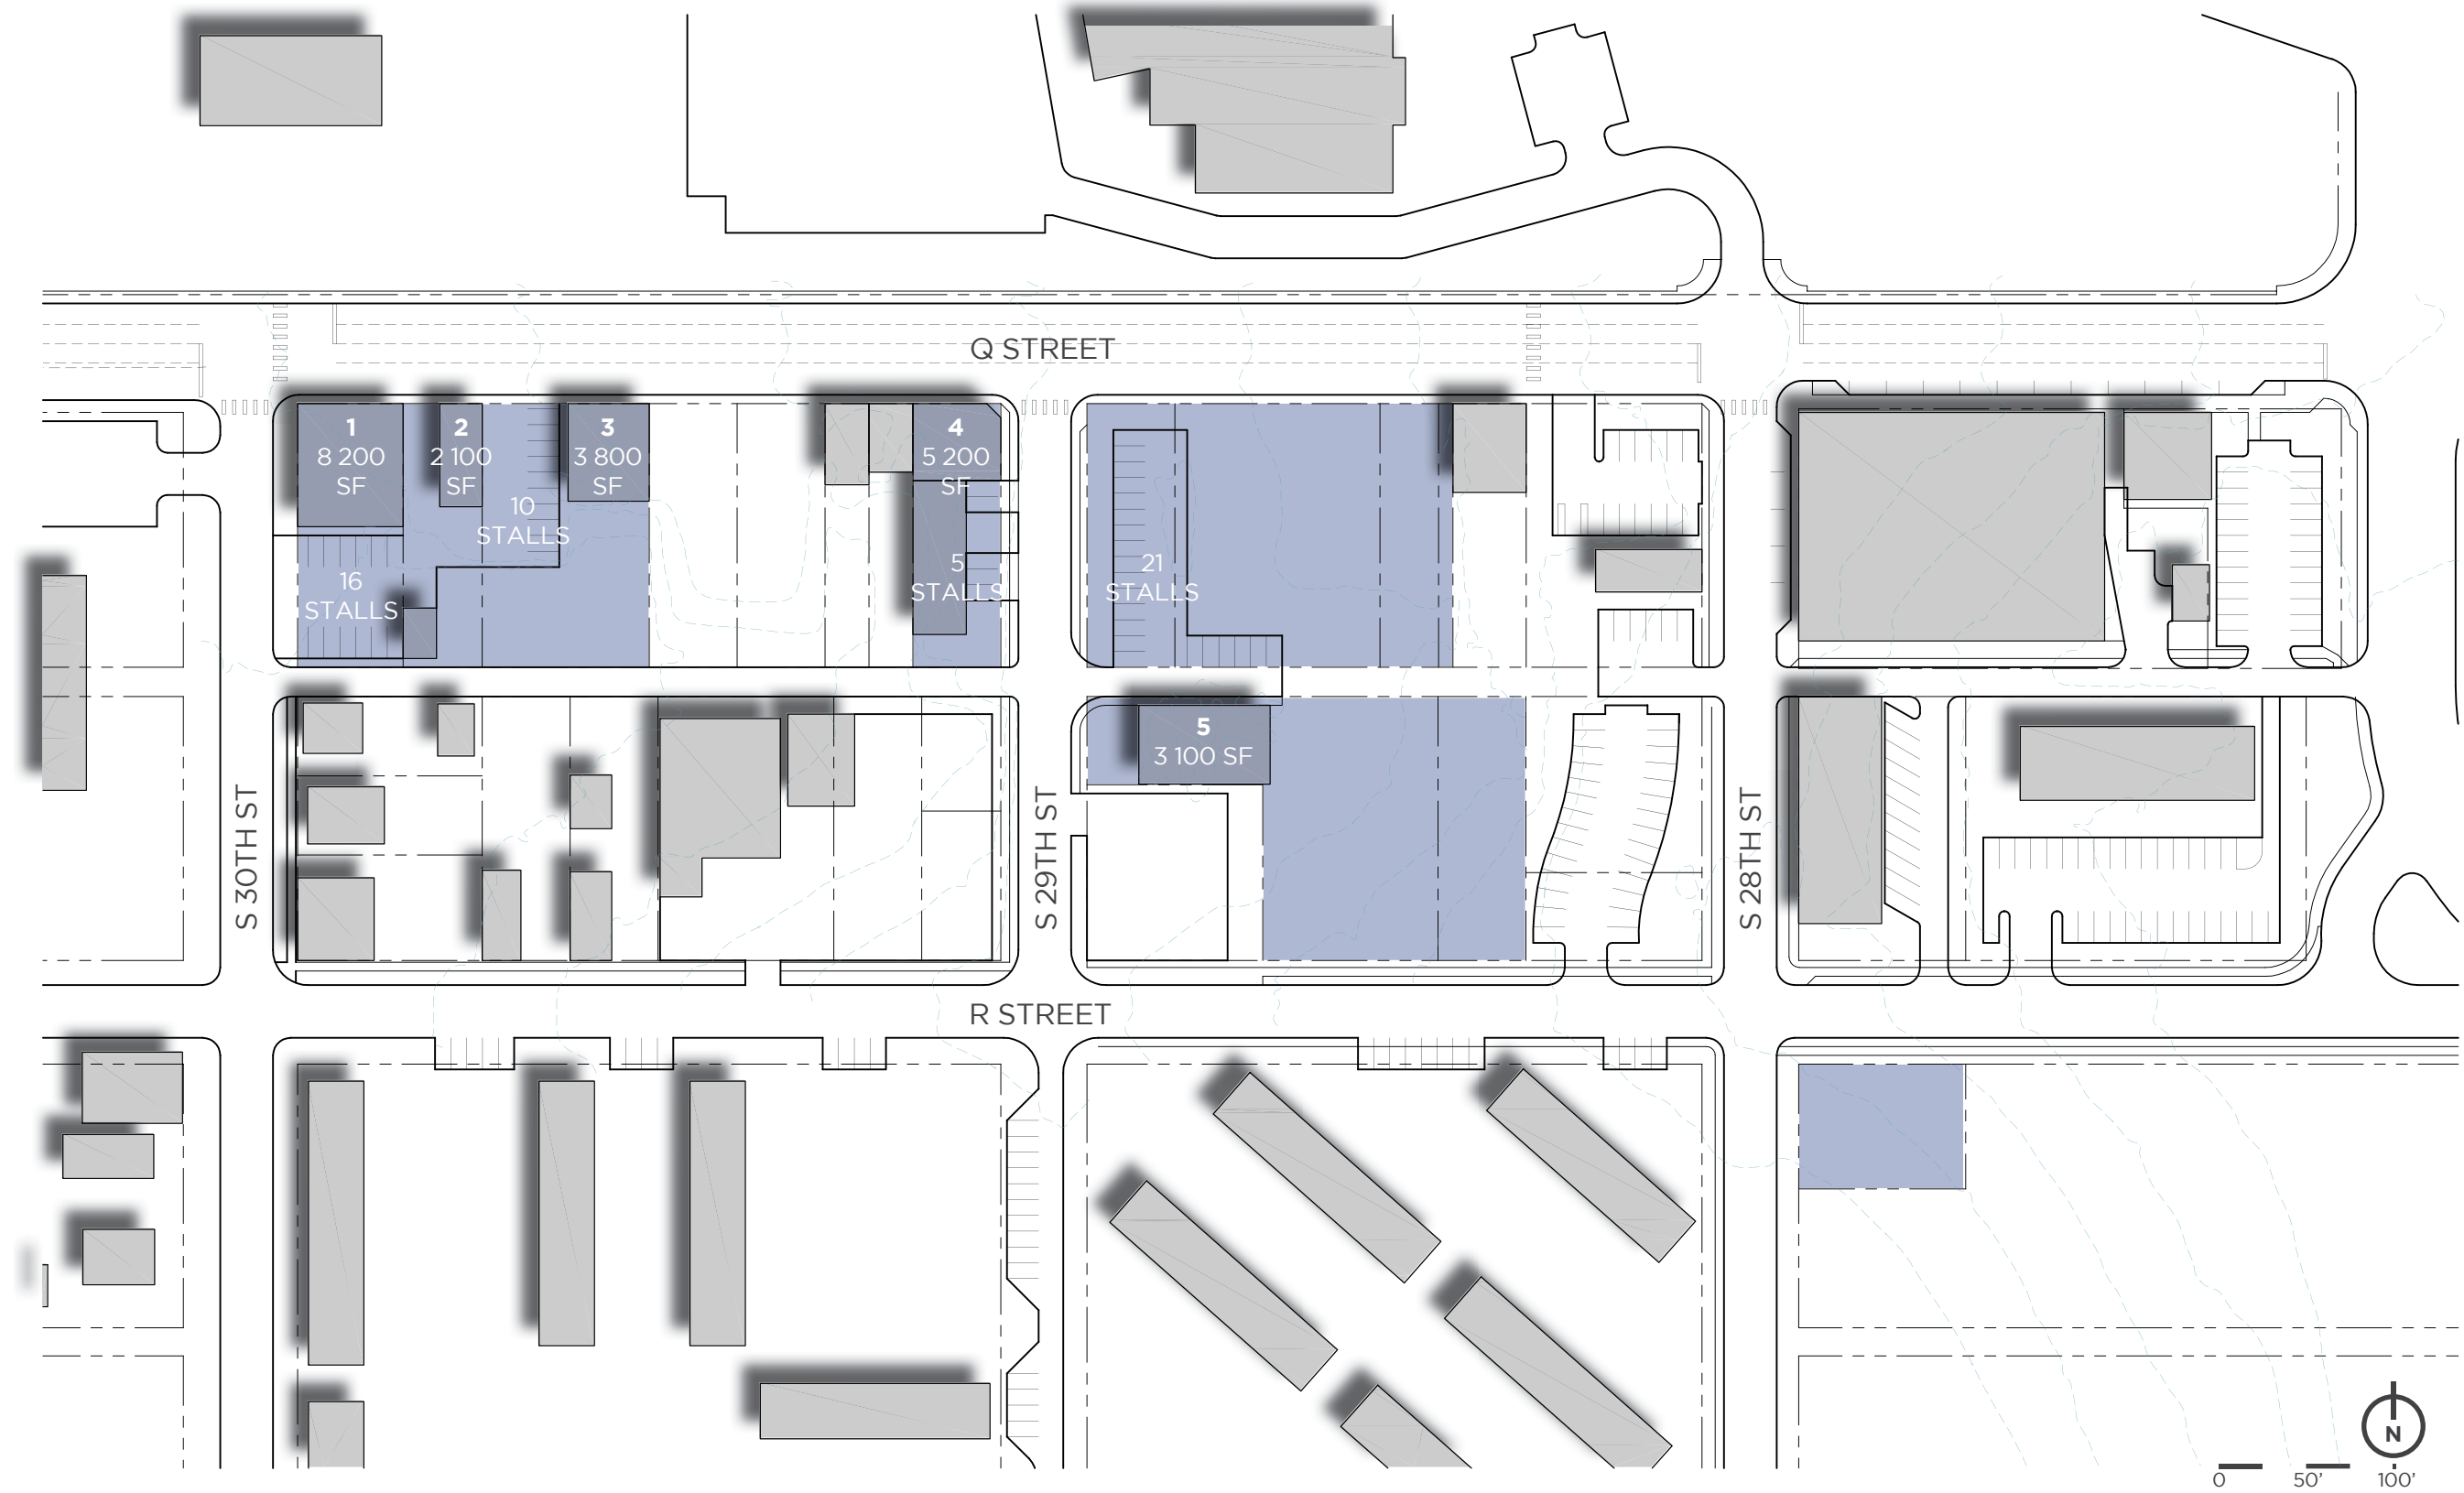 Q STREET
1
8 200
SF
2
2 100
SF
3
3 800
SF
4
5 200
SF
10
STALLS
16
STALLS
5
STALLS
21
STALLS
5
3 100 SF
S 30TH ST
S 29TH ST
S 28TH ST
R STREET
N
0 50' 100'